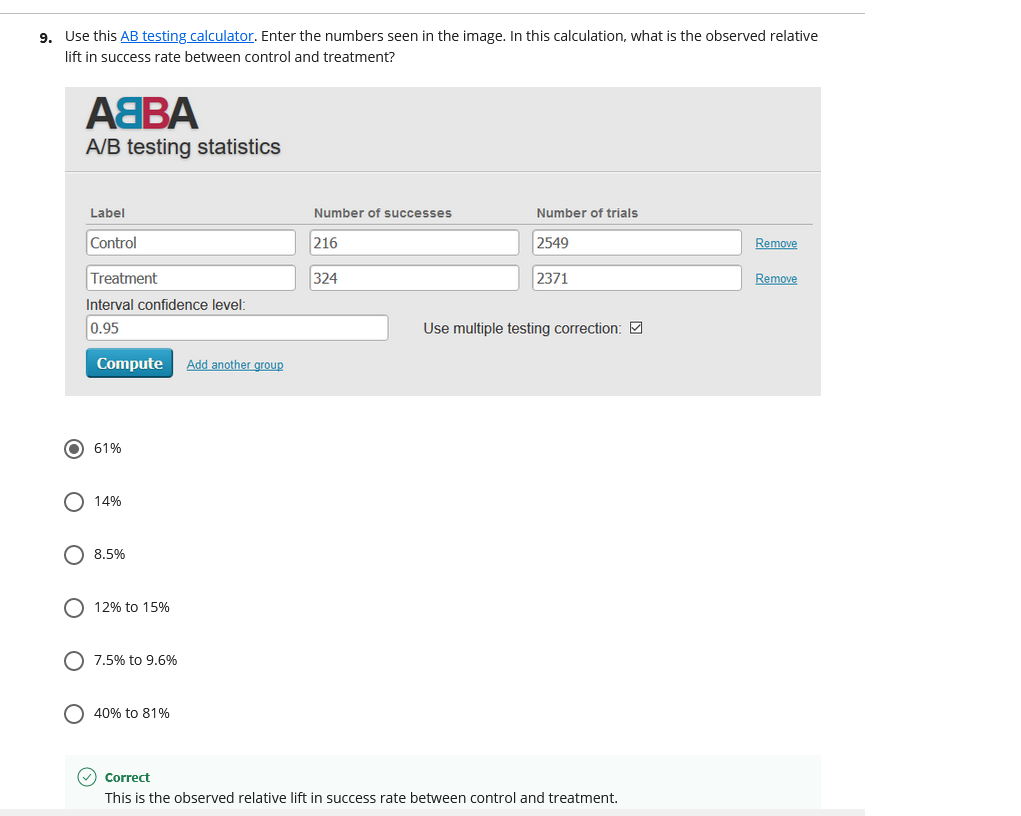 9. Use this AB testing calculator. Enter the numbers seen in the image. In this calculation, what is the observed relative
lift in success rate between control and treatment?
ABBA
A/B testing statistics
Label Number of successes Number of trials
Control 216 2549 Remove
Treatment 324 2371 Remove
Interval confidence level:
0.95 Use multiple testing correction:
Compute Add another group
61%
14%
8.5%
12% to 15%
7.5% to 9.6%
40% to 81%
Correct
This is the observed relative lift in success rate between control and treatment.